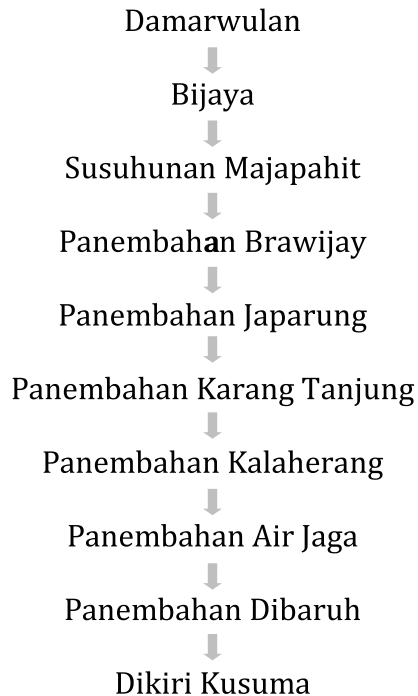 Damarwulan
Bijaya
Susuhunan Majapahit
Panembahan Brawijay
Panembahan Japarung
Panembahan Karang Tanjung
Panembahan Kalaherang
Panembahan Air Jaga
Panembahan Dibaruh
Dikiri Kusuma